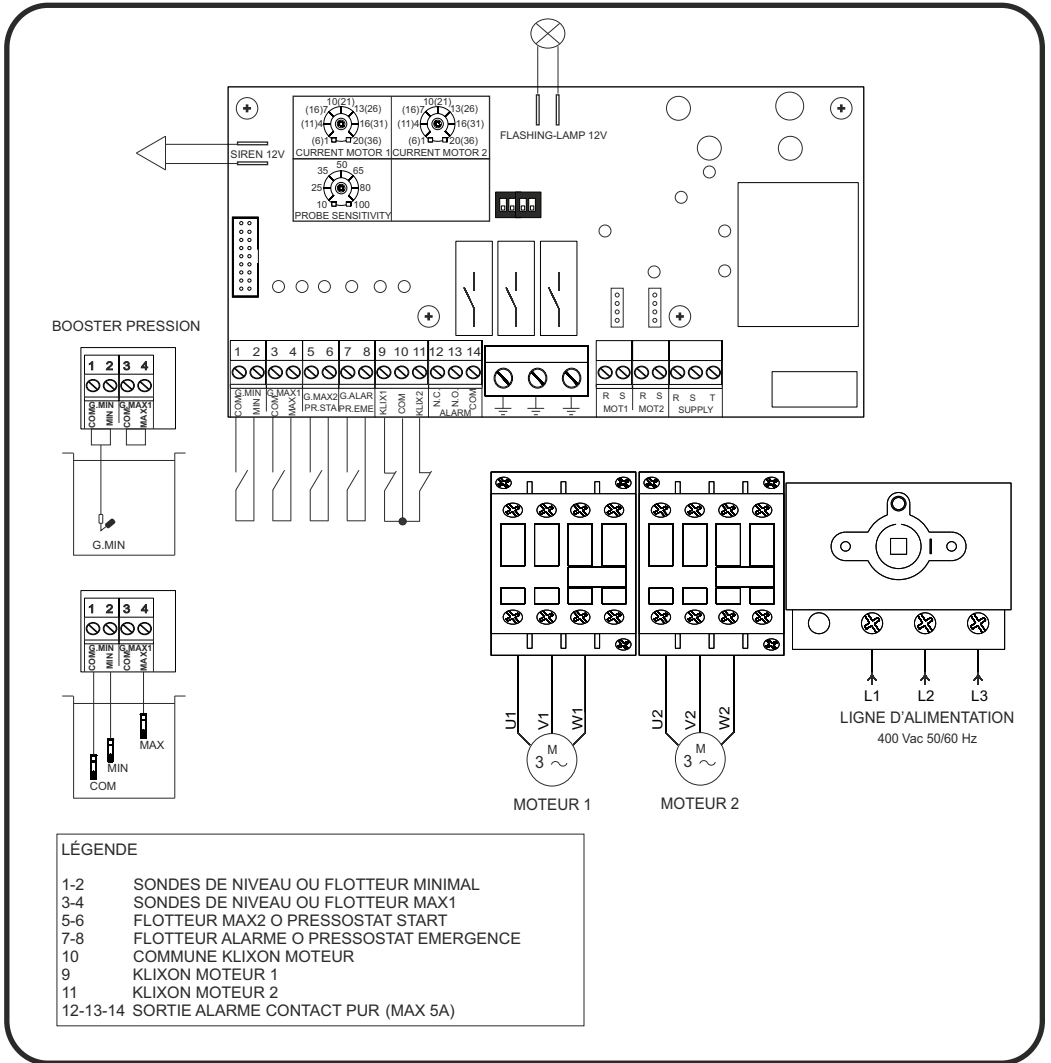 FLASHING-LAMP 12V
SIREN 12V
10(21)
(16)7 13(26)
(11)4 16(31)
(6)1 20(36)
CURRENT MOTOR 1
10(21)
(16)7 13(26)
(11)4 16(31)
(6)1 20(36)
CURRENT MOTOR 2
50
35 65
25 80
10 100
PROBE SENSITIVITY
1 2 3 4 5 6 7 8 9 10 11 12 13 14
G.MIN
COM
MIN
G.MAX1
COM
MAX1
G.MAX2
PR.STA
G.ALAR
PR.EME
KLIX1
COM
KLIX2
N.C.
N.O.
COM
ALARM
R S R S R S T
MOT1 MOT2 SUPPLY
BOOSTER PRESSION
1 2 3 4
G.MIN
COM
MIN
G.MAX1
COM
MAX1
G.MIN
1 2 3 4
G.MIN
COM
MIN
G.MAX1
COM
MAX1
MAX
MIN
COM
U1 V1 W1
M
3 ~
MOTEUR 1
U2 V2 W2
M
3 ~
MOTEUR 2
I
L1 L2 L3
LIGNE D'ALIMENTATION
400 Vac 50/60 Hz
LÉGENDE
1-2 SONDES DE NIVEAU OU FLOTTEUR MINIMAL
3-4 SONDES DE NIVEAU OU FLOTTEUR MAX1
5-6 FLOTTEUR MAX2 O PRESSOSTAT START
7-8 FLOTTEUR ALARME O PRESSOSTAT EMERGENCE
10 COMMUNE KLIXON MOTEUR
9 KLIXON MOTEUR 1
11 KLIXON MOTEUR 2
12-13-14 SORTIE ALARME CONTACT PUR (MAX 5A)